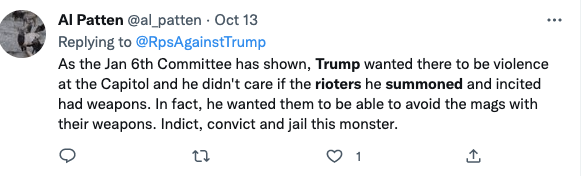 Al Patten @al_patten · Oct 13
Replying to @RpsAgainstTrump
As the Jan 6th Committee has shown, Trump wanted there to be violence
at the Capitol and he didn't care if the rioters he summoned and incited
had weapons. In fact, he wanted them to be able to avoid the mags with
their weapons. Indict, convict and jail this monster.
1